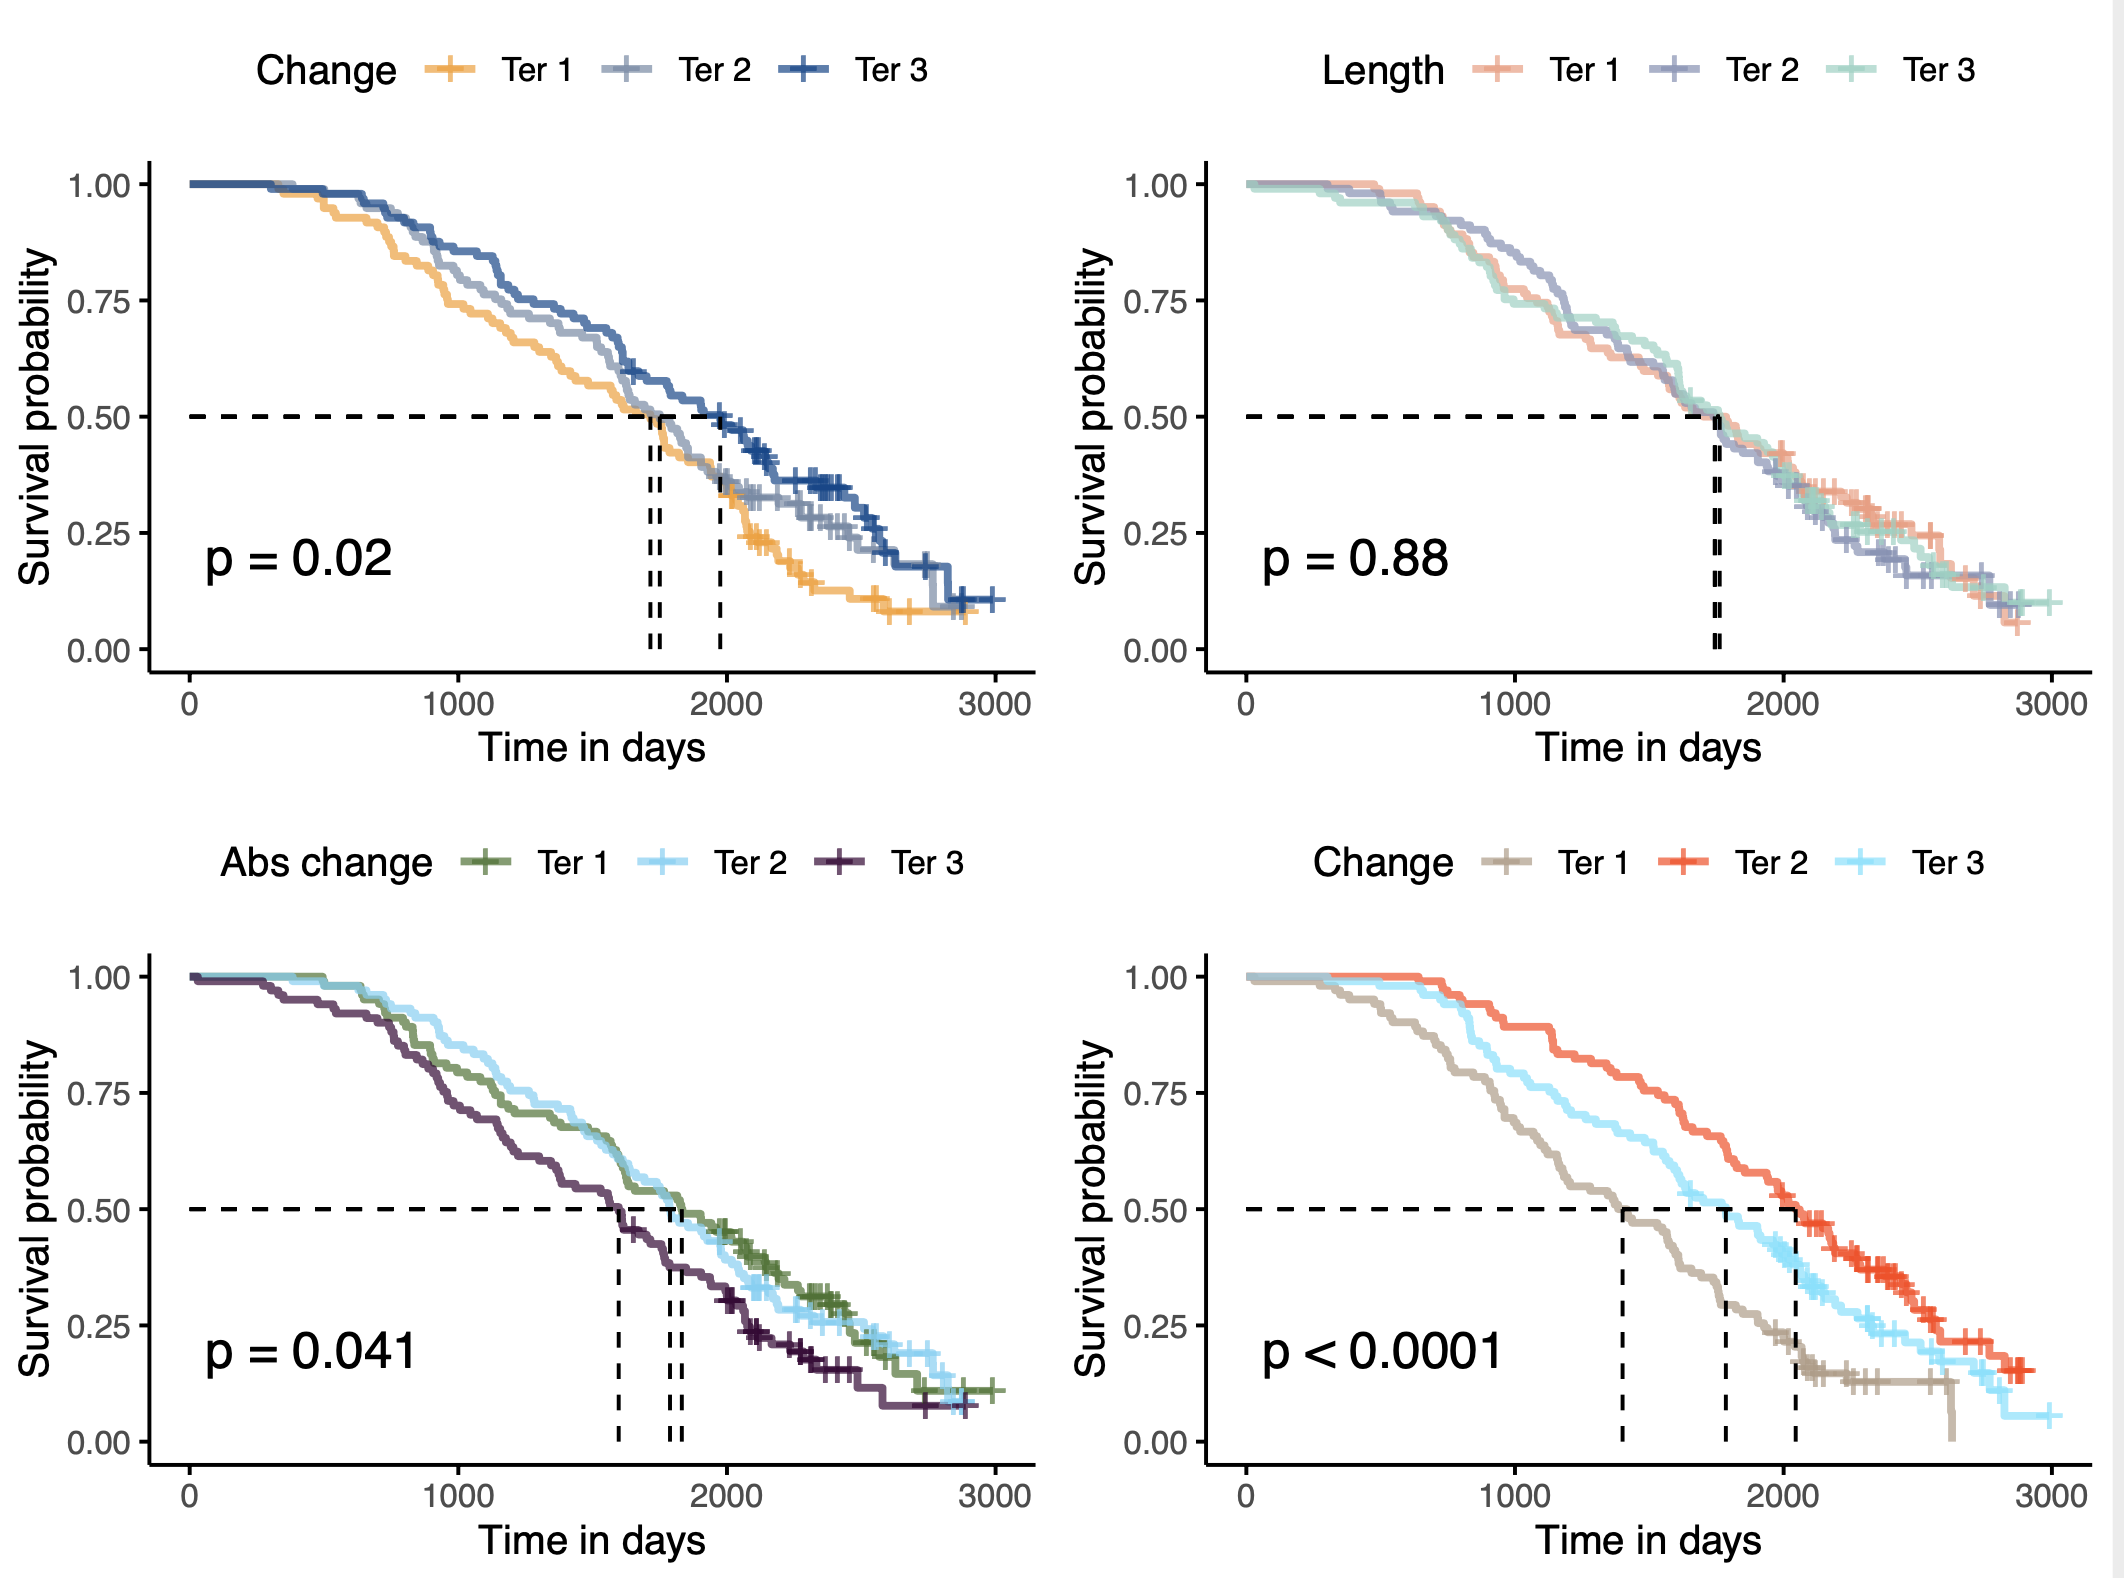 Change Ter 1 Ter 2 Ter 3
Survival probability
1.00
0.75
0.50
0.25
0.00
p = 0.02
0 1000 2000 3000
Time in days
Length Ter 1 Ter 2 Ter 3
Survival probability
1.00
0.75
0.50
0.25
0.00
p = 0.88
0 1000 2000 3000
Time in days
Abs change Ter 1 Ter 2 Ter 3
Survival probability
1.00
0.75
0.50
0.25
0.00
p = 0.041
0 1000 2000 3000
Time in days
Change Ter 1 Ter 2 Ter 3
Survival probability
1.00
0.75
0.50
0.25
0.00
p < 0.0001
0 1000 2000 3000
Time in days